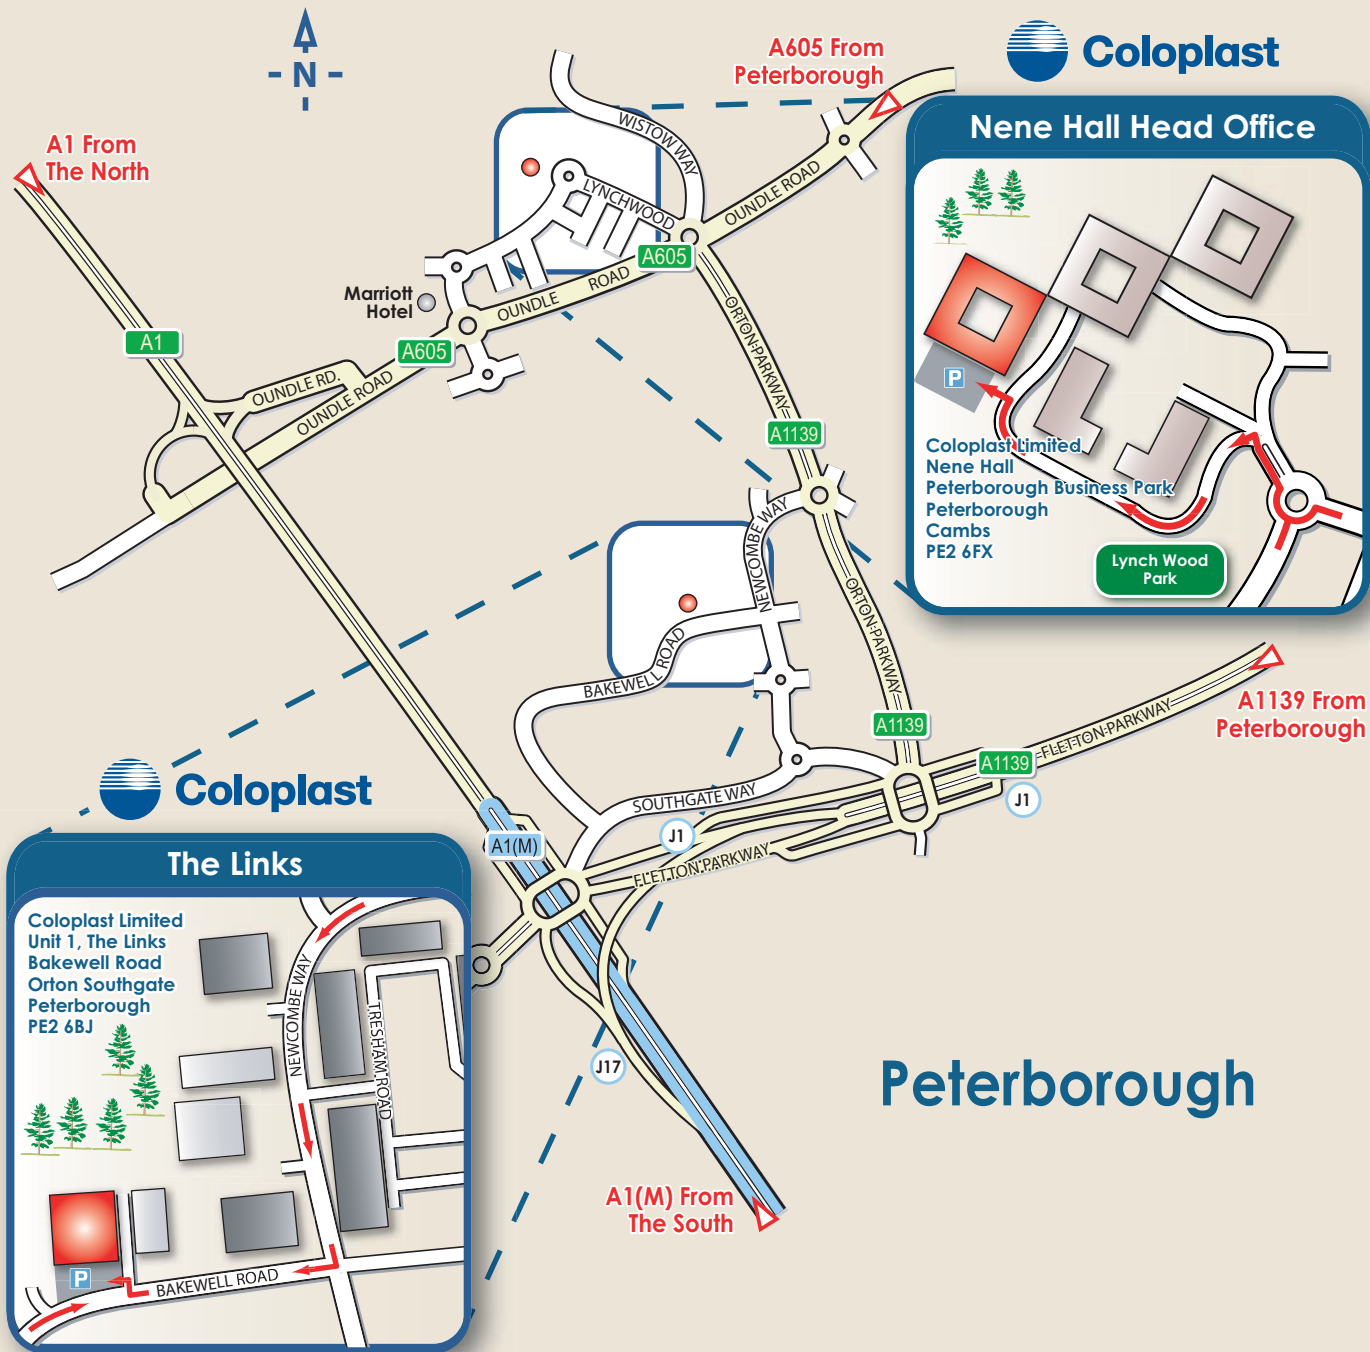 N
A605 From
Peterborough
Coloplast
Nene Hall Head Office
A1 From
The North
WISTOW WAY
LYNCHWOOD
OUNDLE ROAD
A605
OUNDLE ROAD
Marriott
Hotel
A605
A1
OUNDLE RD.
OUNDLE ROAD
ORTON PARKWAY
A1139
P
Coloplast Limited
Nene Hall
Peterborough Business Park
Peterborough
Cambs
PE2 6FX
Lynch Wood
Park
NEWCOMBE WAY
ORTON PARKWAY
BAKEWELL ROAD
A1139
A1139 From
Peterborough
FLETTON PARKWAY
A1139
J1
SOUTHGATE WAY
J1
FLETTON PARKWAY
A1(M)
Coloplast
The Links
Coloplast Limited
Unit 1, The Links
Bakewell Road
Orton Southgate
Peterborough
PE2 6BJ
NEWCOMBE WAY
TRESHAM ROAD
P
BAKEWELL ROAD
J17
Peterborough
A1(M) From
The South